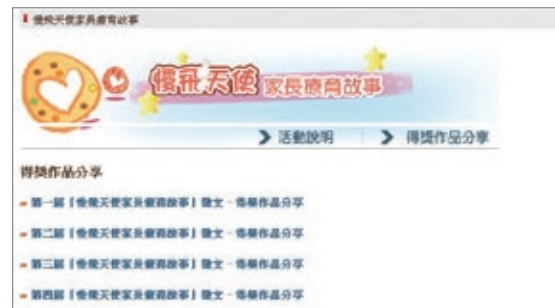 慢飛天使家長療育故事
慢飛天使 家長療育故事
活動說明 得獎作品分享
得獎作品分享
第一屆「慢飛天使家長療育故事」徵文-得獎作品分享
第二屆「慢飛天使家長療育故事」徵文-得獎作品分享
第三屆「慢飛天使家長療育故事」徵文-得獎作品分享
第四屆「慢飛天使家長療育故事」徵文-得獎作品分享